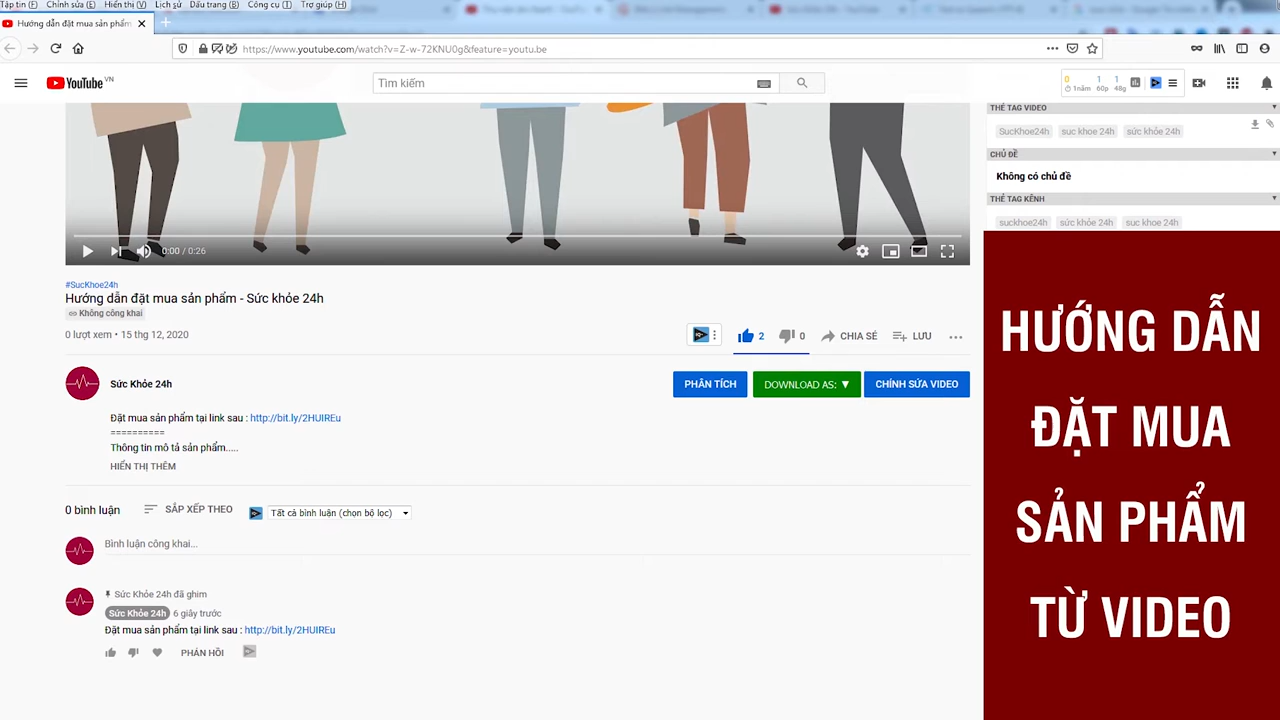 Tập tin (F) Chỉnh sửa (E) Hiển thị (V) Lịch sử Dấu trang (B) Công cụ (T) Trợ giúp (H)
Hướng dẫn đặt mua sản phẩm
https://www.youtube.com/watch?v=Z-w-72KNU0g&feature=youtu.be
YouTube VN
Tìm kiếm
0 1 1
1năm 60p 48g
THẺ TAG VIDEO
SucKhoe24h suc khoe 24h sức khỏe 24h
CHỦ ĐỀ
Không có chủ đề
THẺ TAG KÊNH
suckhoe24h sức khỏe 24h suc khoe 24h
0:00 / 0:26
#SucKhoe24h
Hướng dẫn đặt mua sản phẩm - Sức khỏe 24h
Không công khai
0 lượt xem • 15 thg 12, 2020
2 0 CHIA SẺ LƯU
Sức Khỏe 24h
PHÂN TÍCH DOWNLOAD AS: ▼ CHỈNH SỬA VIDEO
Đặt mua sản phẩm tại link sau : http://bit.ly/2HUIREu
==========
Thông tin mô tả sản phẩm.....
HIỂN THỊ THÊM
0 bình luận SẮP XẾP THEO Tất cả bình luận (chọn bộ lọc)
Bình luận công khai...
Sức Khỏe 24h đã ghim
Sức Khỏe 24h 6 giây trước
Đặt mua sản phẩm tại link sau : http://bit.ly/2HUIREu
PHẢN HỒI
HƯỚNG DẪN
ĐẶT MUA
SẢN PHẨM
TỪ VIDEO